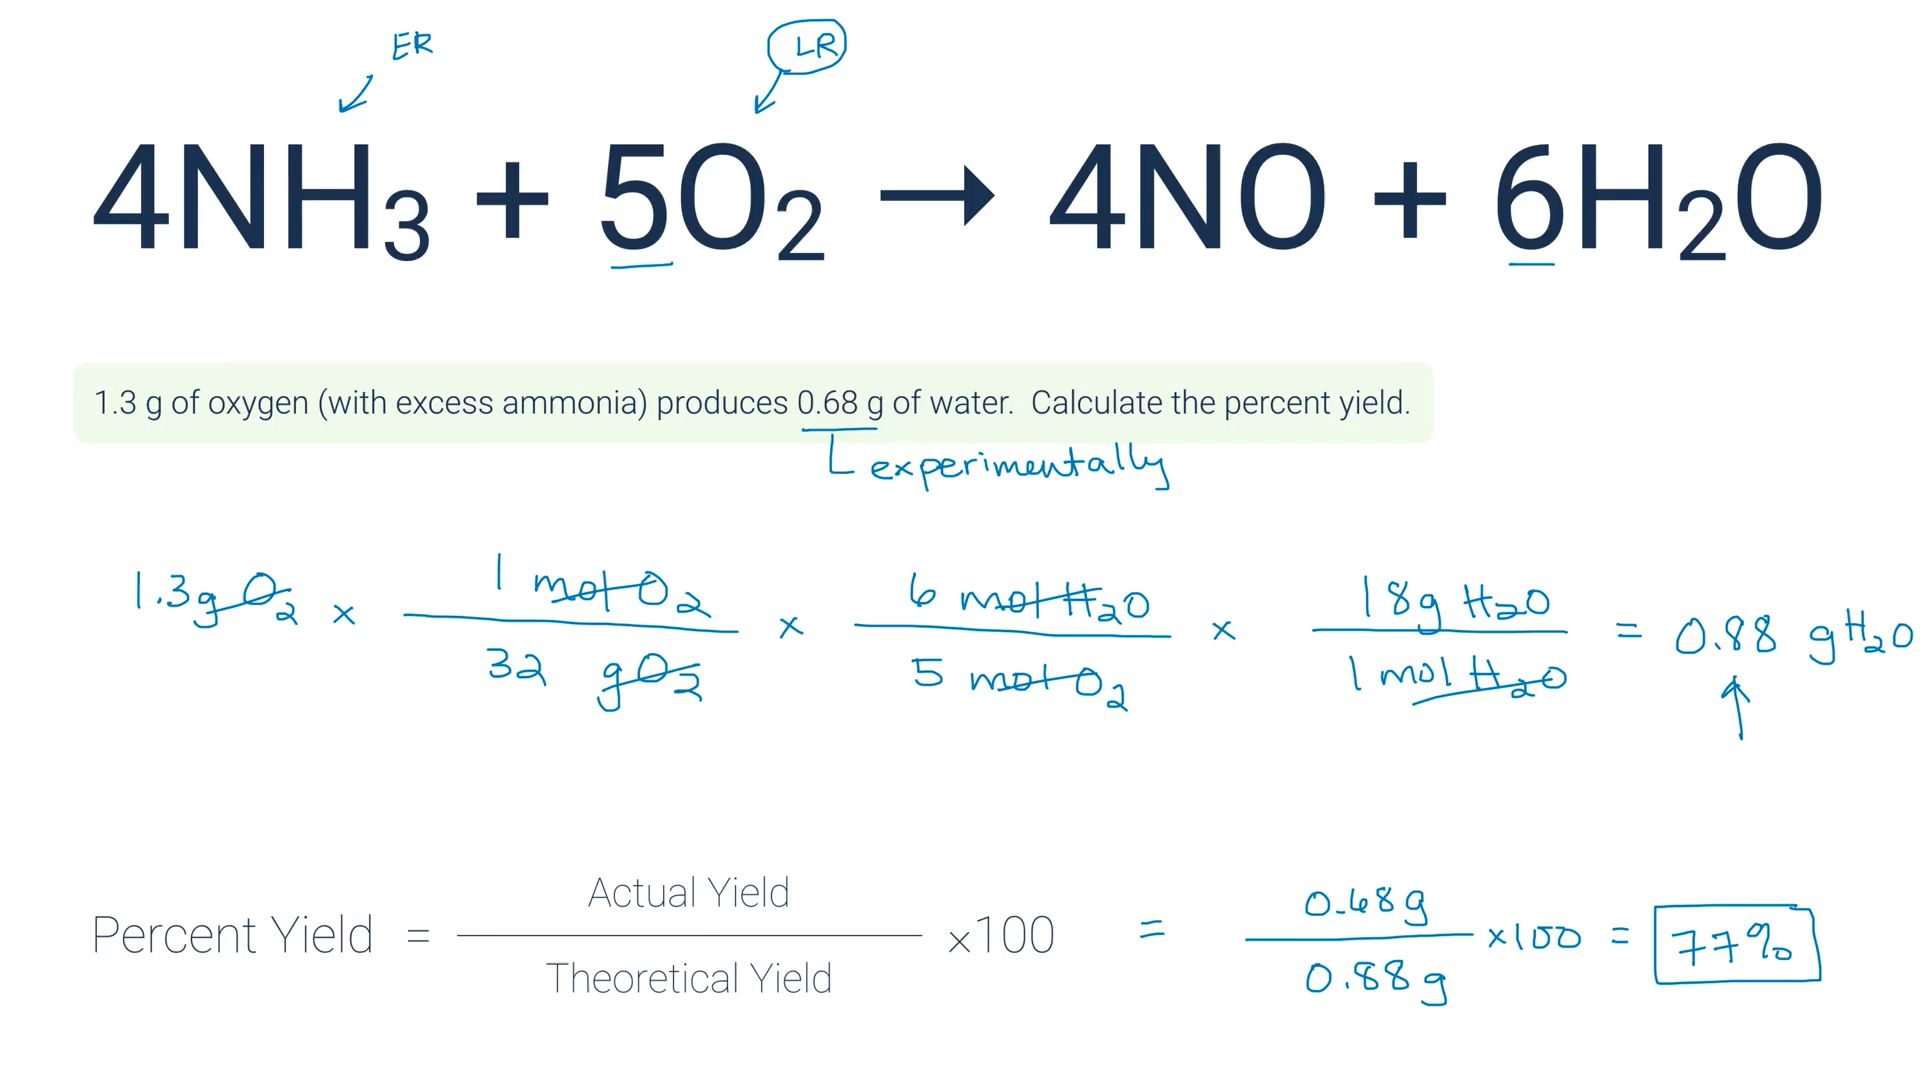 ER LR
4NH₃ + 5O₂ → 4NO + 6H₂O
1.3 g of oxygen (with excess ammonia) produces 0.68 g of water. Calculate the percent yield.
experimentally
1.3g O₂ × 1 mol O₂ / 32 g O₂ × 6 mol H₂O / 5 mol O₂ × 18g H₂O / 1 mol H₂O = 0.88 g H₂O
Percent Yield = Actual Yield / Theoretical Yield ×100 = 0.68g / 0.88g ×100 = 77%